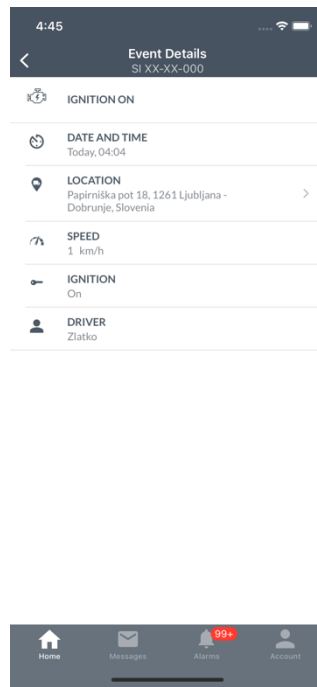 4:45
Event Details
SI XX-XX-000
IGNITION ON
DATE AND TIME
Today, 04:04
LOCATION
Papirniška pot 18, 1261 Ljubljana -
Dobrunje, Slovenia
SPEED
1 km/h
IGNITION
On
DRIVER
Zlatko
99+
Home Messages Alarms Account